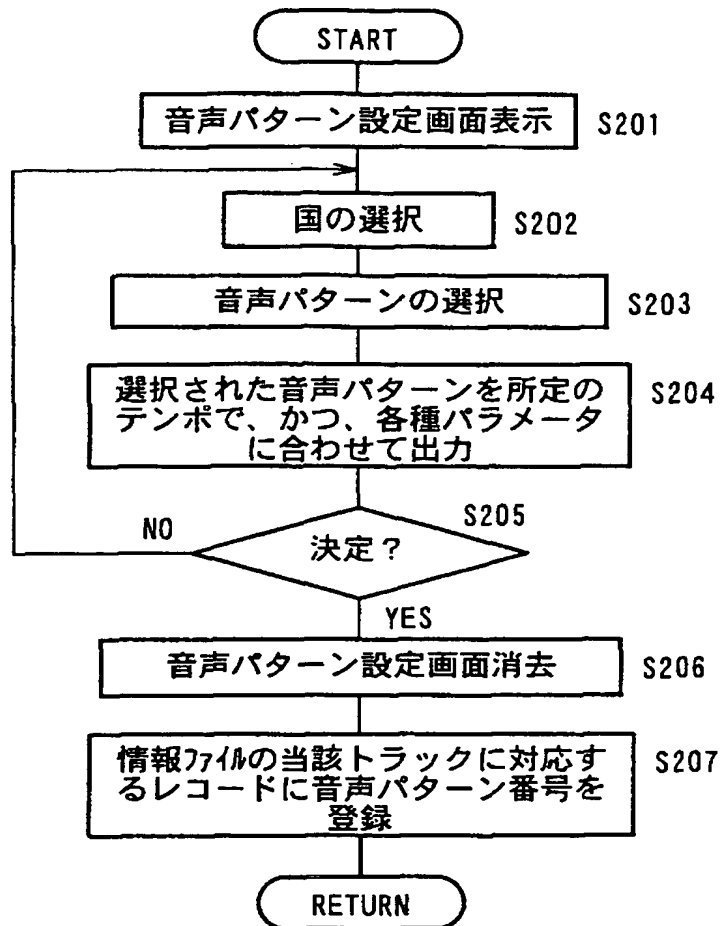 START
音声パターン設定画面表示 S201
国の選択 S202
音声パターンの選択 S203
選択された音声パターンを所定の S204
テンポで、かつ、各種パラメータ
に合わせて出力
NO 決定? S205
YES
音声パターン設定画面消去 S206
情報ファイルの当該トラックに対応す S207
るレコードに音声パターン番号を
登録
RETURN